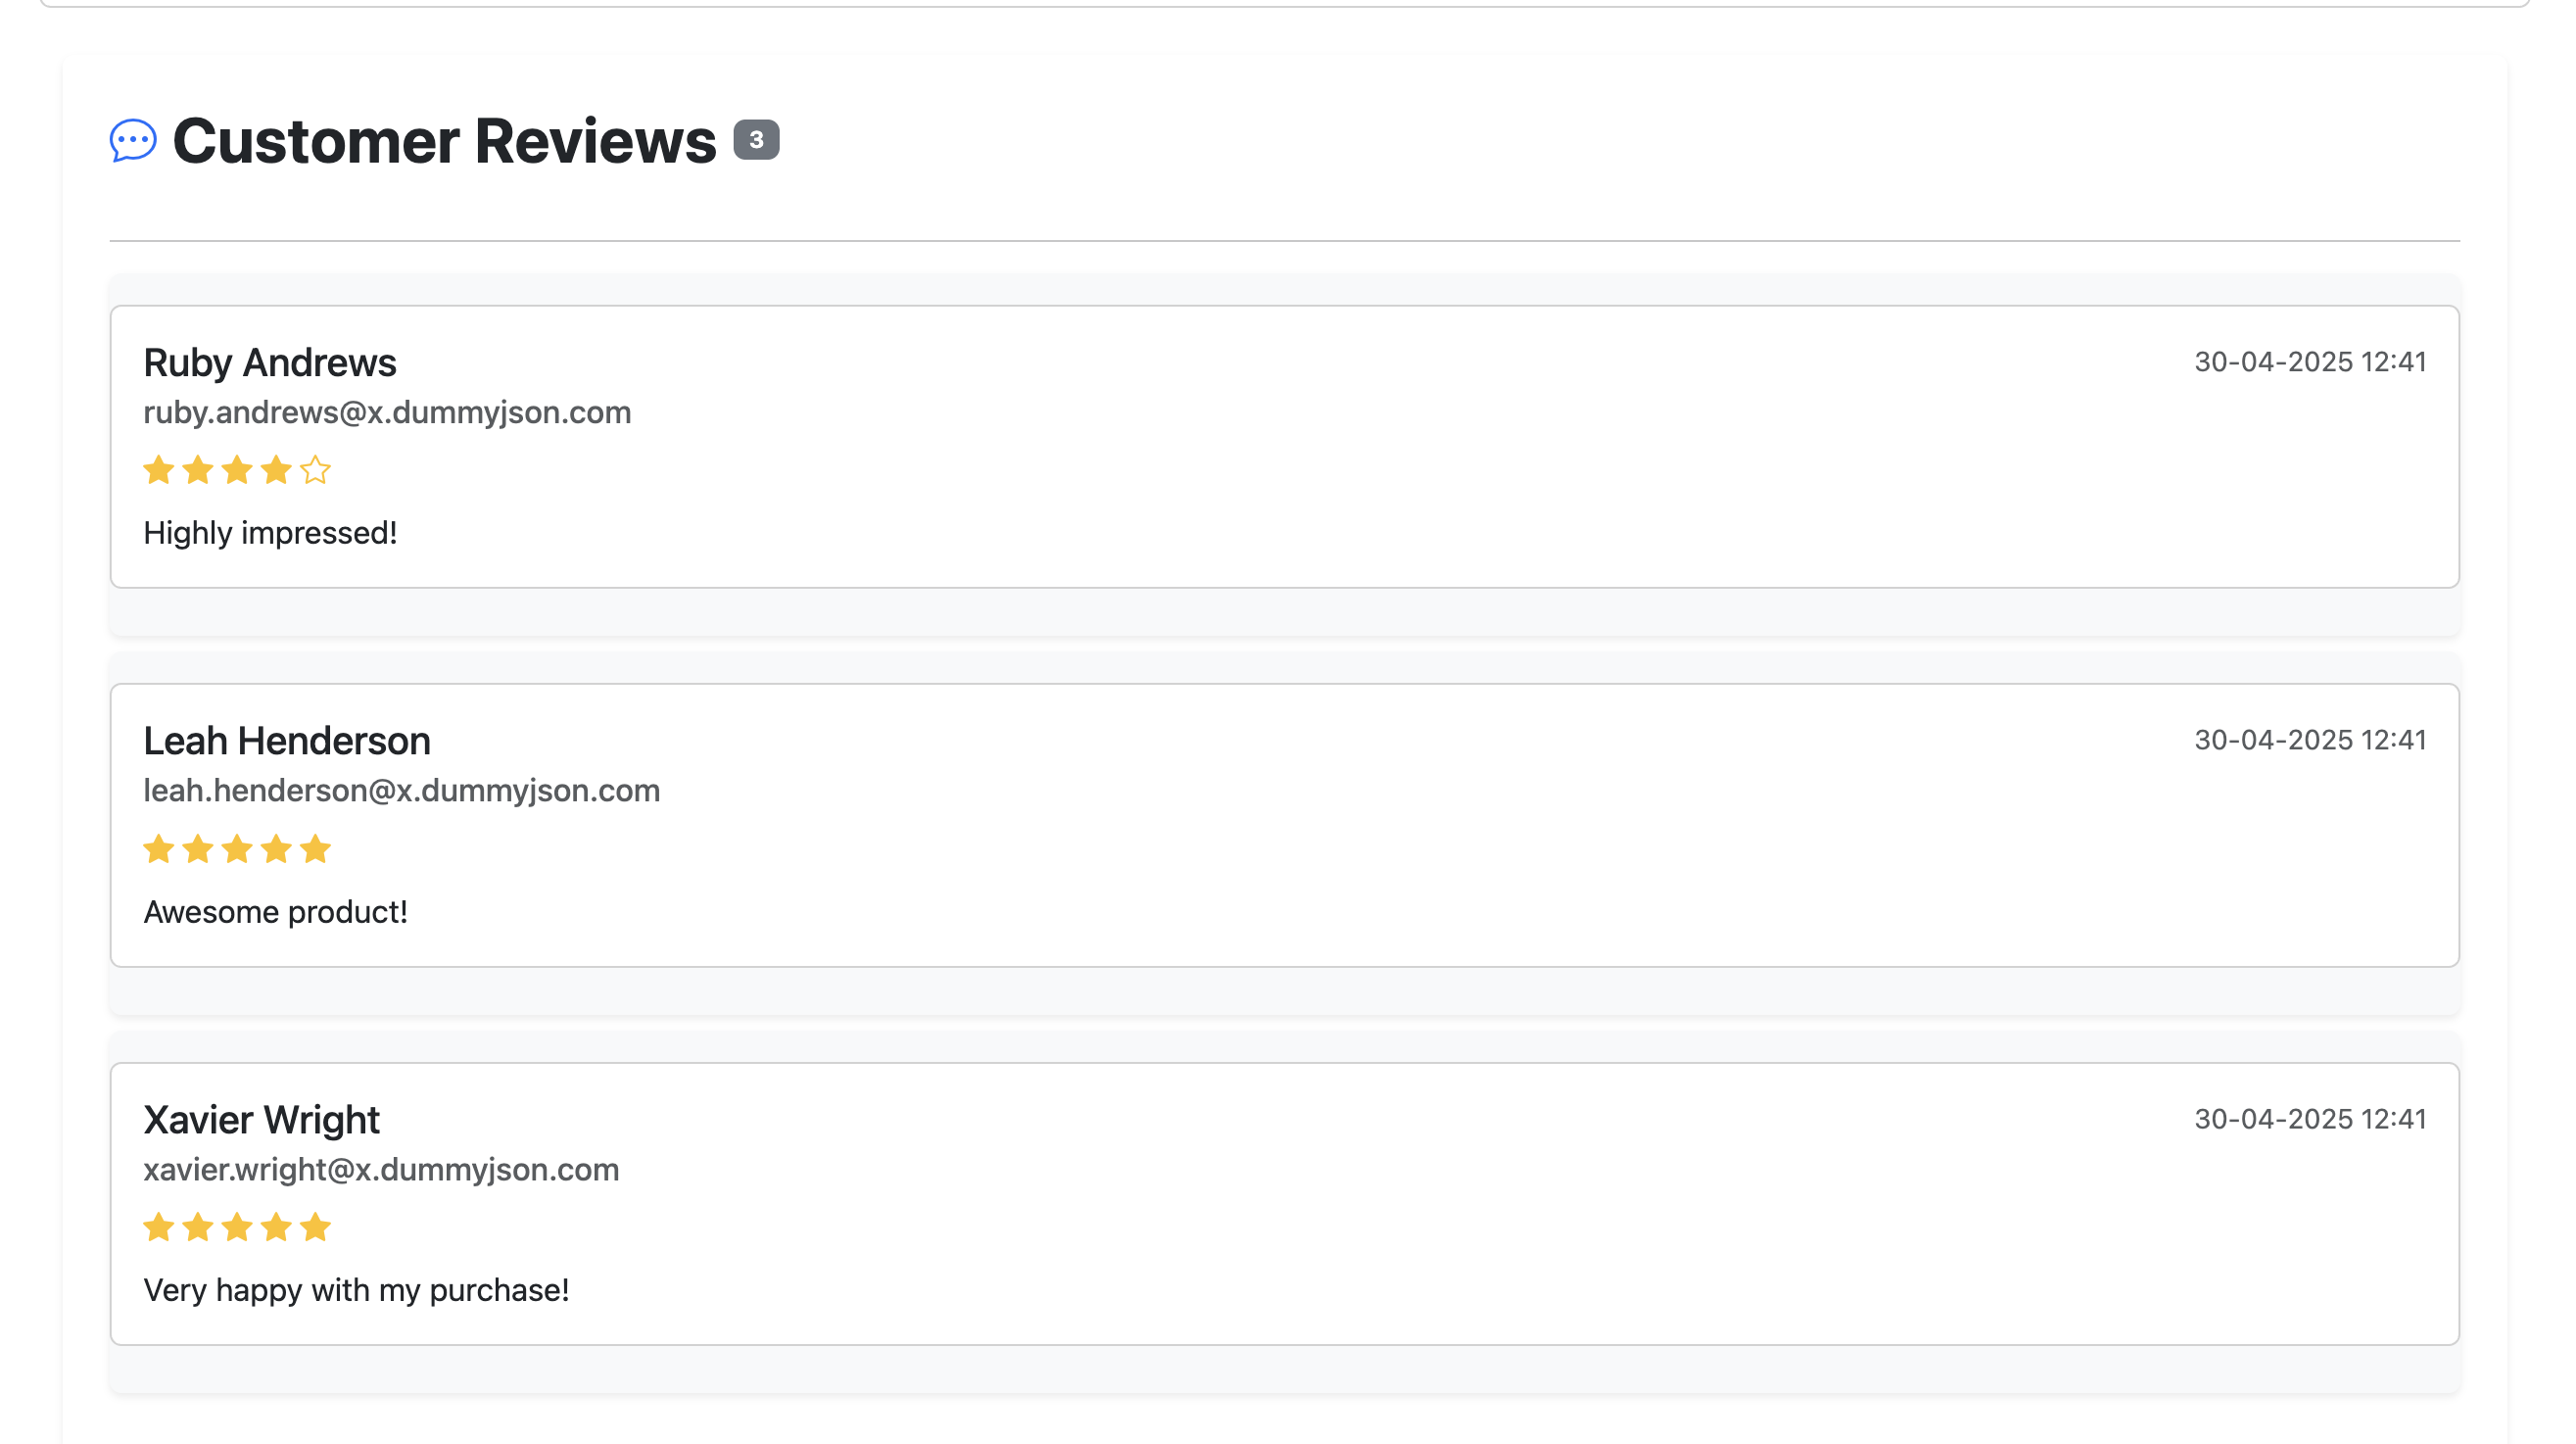 Customer Reviews 3
Ruby Andrews 30-04-2025 12:41
ruby.andrews@x.dummyjson.com
Highly impressed!
Leah Henderson 30-04-2025 12:41
leah.henderson@x.dummyjson.com
Awesome product!
Xavier Wright 30-04-2025 12:41
xavier.wright@x.dummyjson.com
Very happy with my purchase!